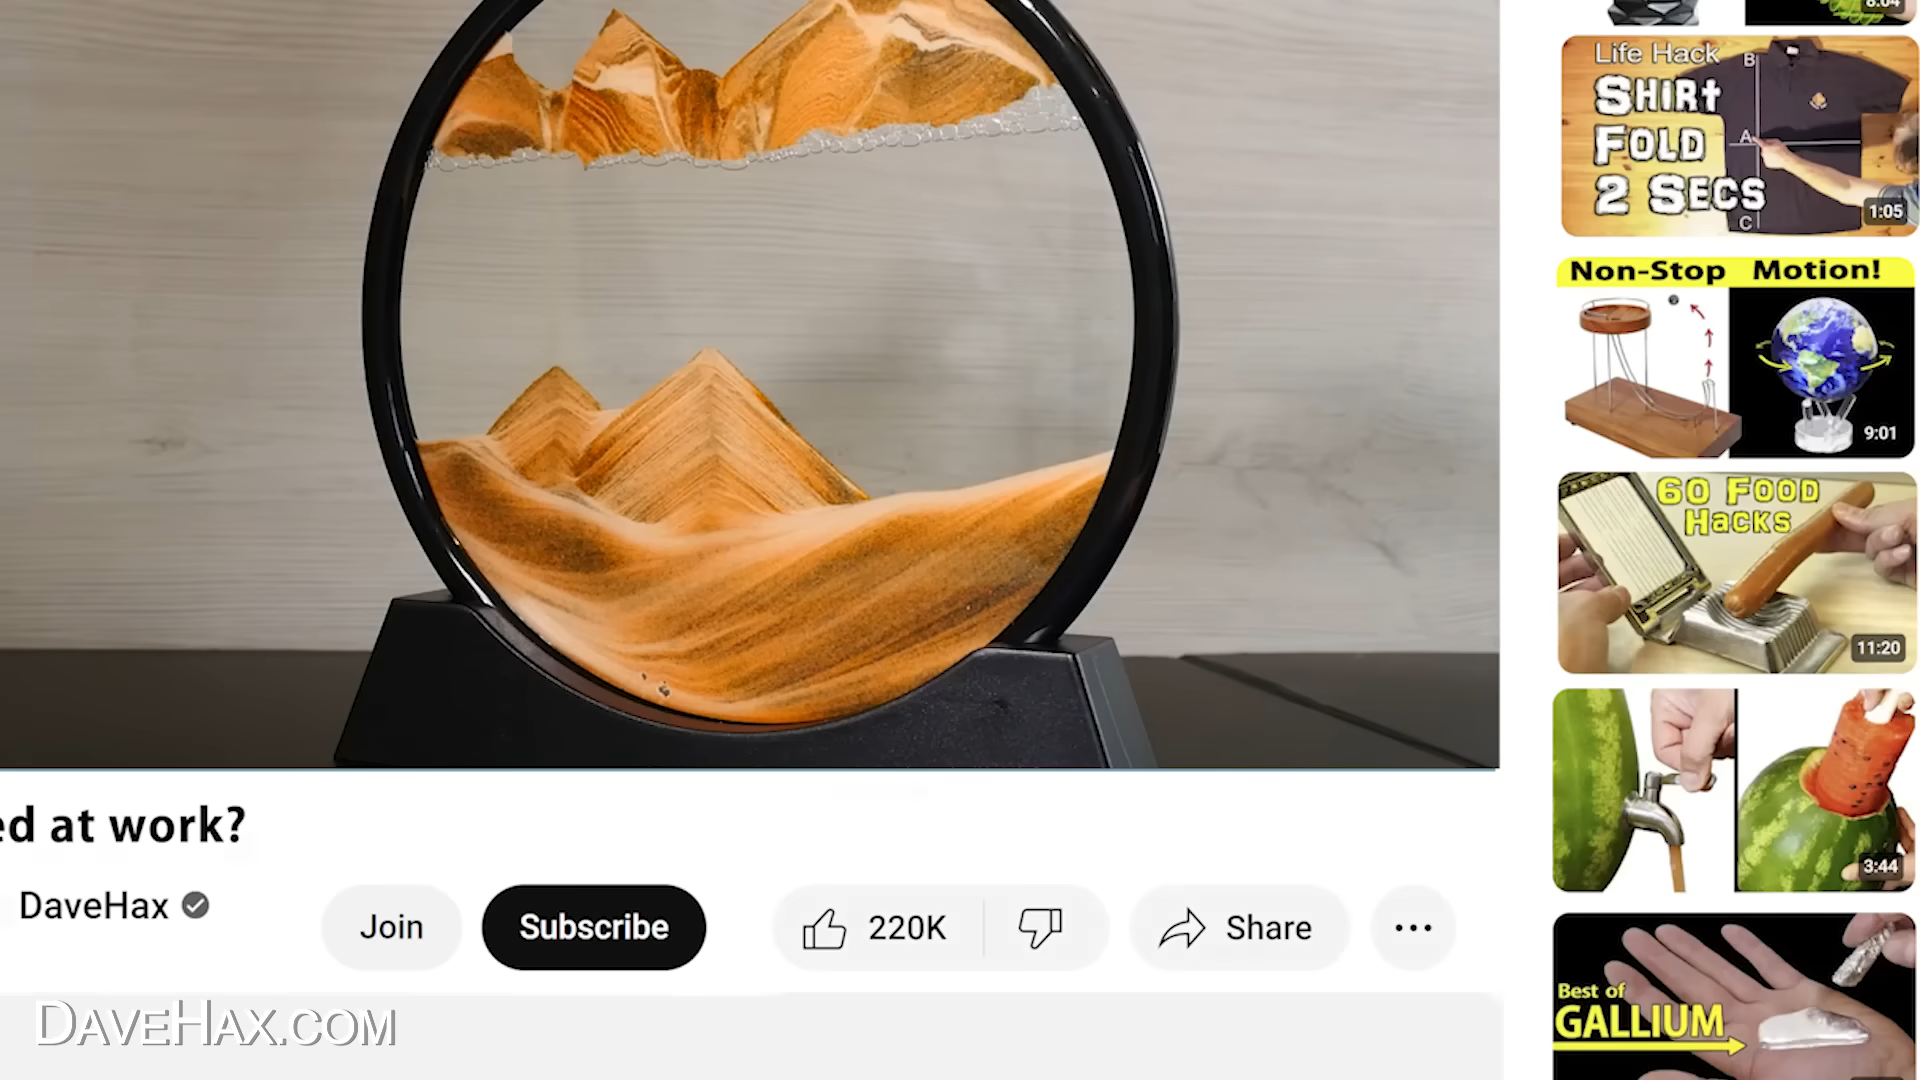 8:04
Life Hack
SHIRT
FOLD
2 SECS
B
A
C
1:05
Non-Stop Motion!
9:01
60 FOOD
HACKS
11:20
3:44
Best of
GALLIUM
ed at work?
DaveHax
Join
Subscribe
220K
Share
DAVEHAX.COM